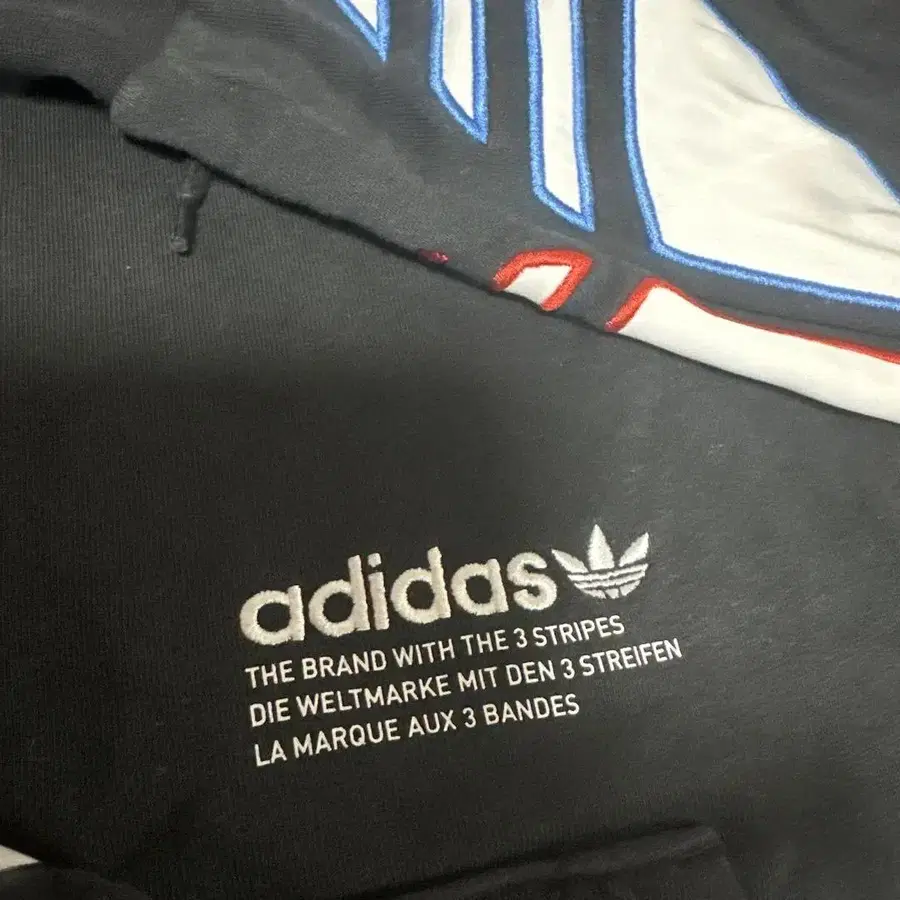 adidas
THE BRAND WITH THE 3 STRIPES
DIE WELTMARKE MIT DEN 3 STREIFEN
LA MARQUE AUX 3 BANDES